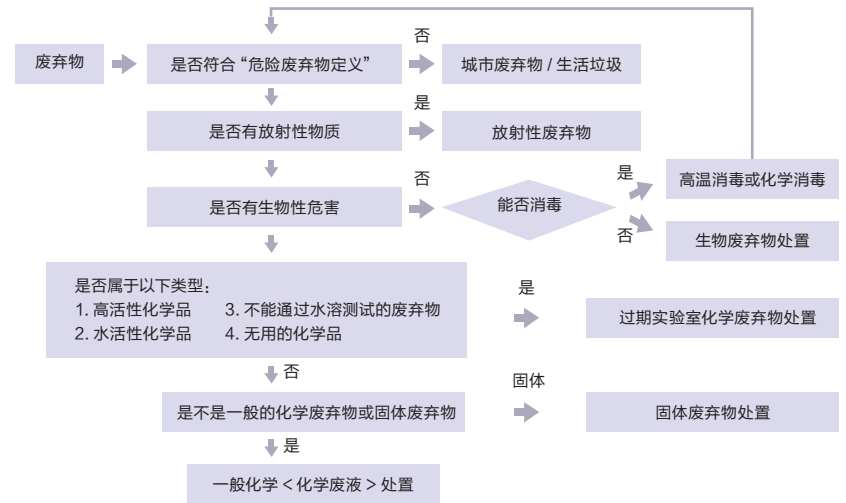 废弃物
是否符合“危险废弃物定义”
否
城市废弃物 / 生活垃圾
是否有放射性物质
是
放射性废弃物
是否有生物性危害
否
能否消毒
是
高温消毒或化学消毒
否
生物废弃物处置
是否属于以下类型：
1. 高活性化学品 3. 不能通过水溶测试的废弃物
2. 水活性化学品 4. 无用的化学品
是
过期实验室化学废弃物处置
否
是不是一般的化学废弃物或固体废弃物
固体
固体废弃物处置
是
一般化学 < 化学废液 > 处置